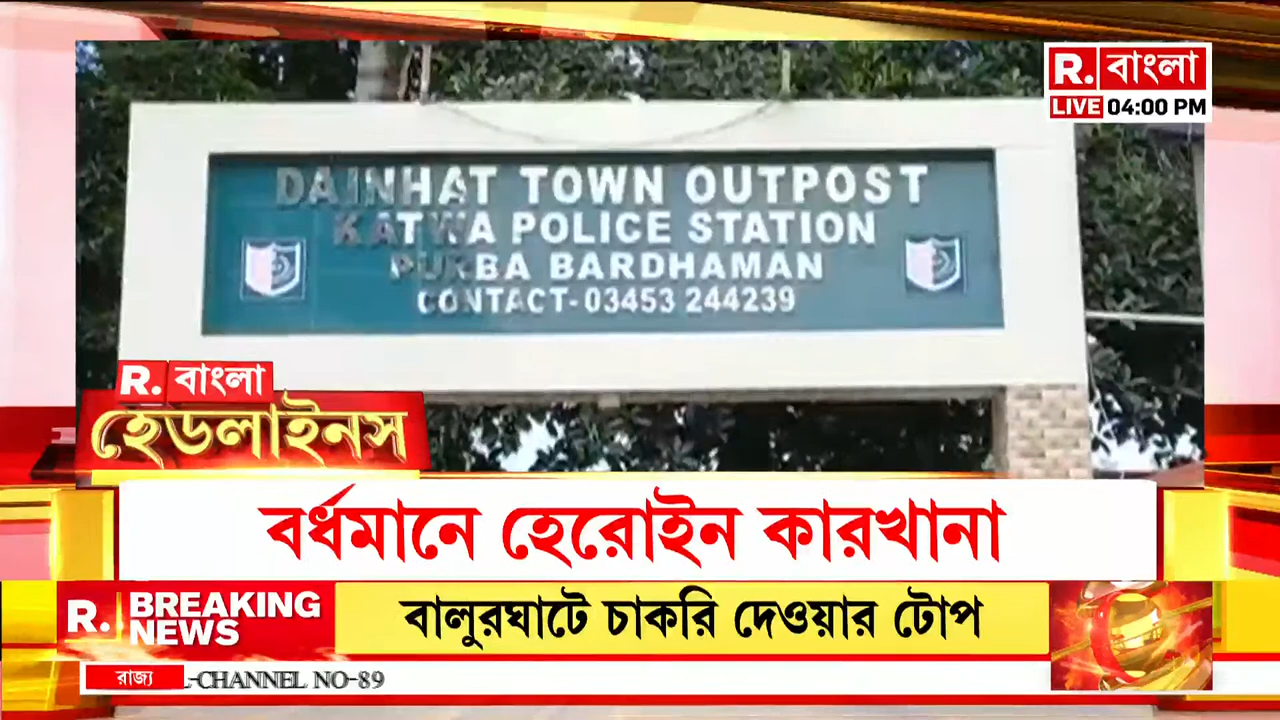 R. বাংলা
LIVE 04:00 PM
DAINHAT TOWN OUTPOST
KATWA POLICE STATION
PURBA BARDHAMAN
CONTACT-03453 244239
R. বাংলা
হেডলাইনস
বর্ধমানে হেরোইন কারখানা
R. BREAKING NEWS
বালুরঘাটে চাকরি দেওয়ার টোপ
রাজ্য
-CHANNEL NO-89